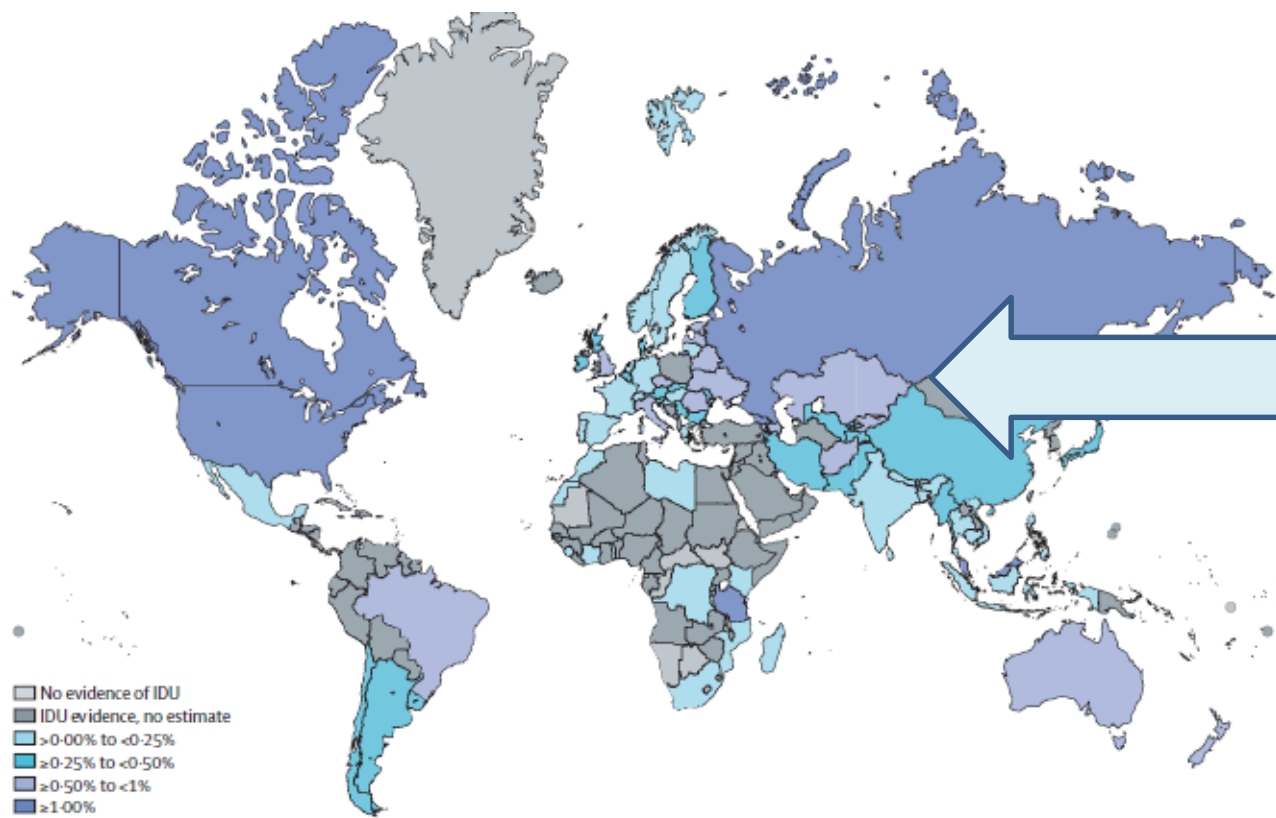 No evidence of IDU
IDU evidence, no estimate
>0·00% to <0·25%
≥0·25% to <0·50%
≥0·50% to <1%
≥1·00%